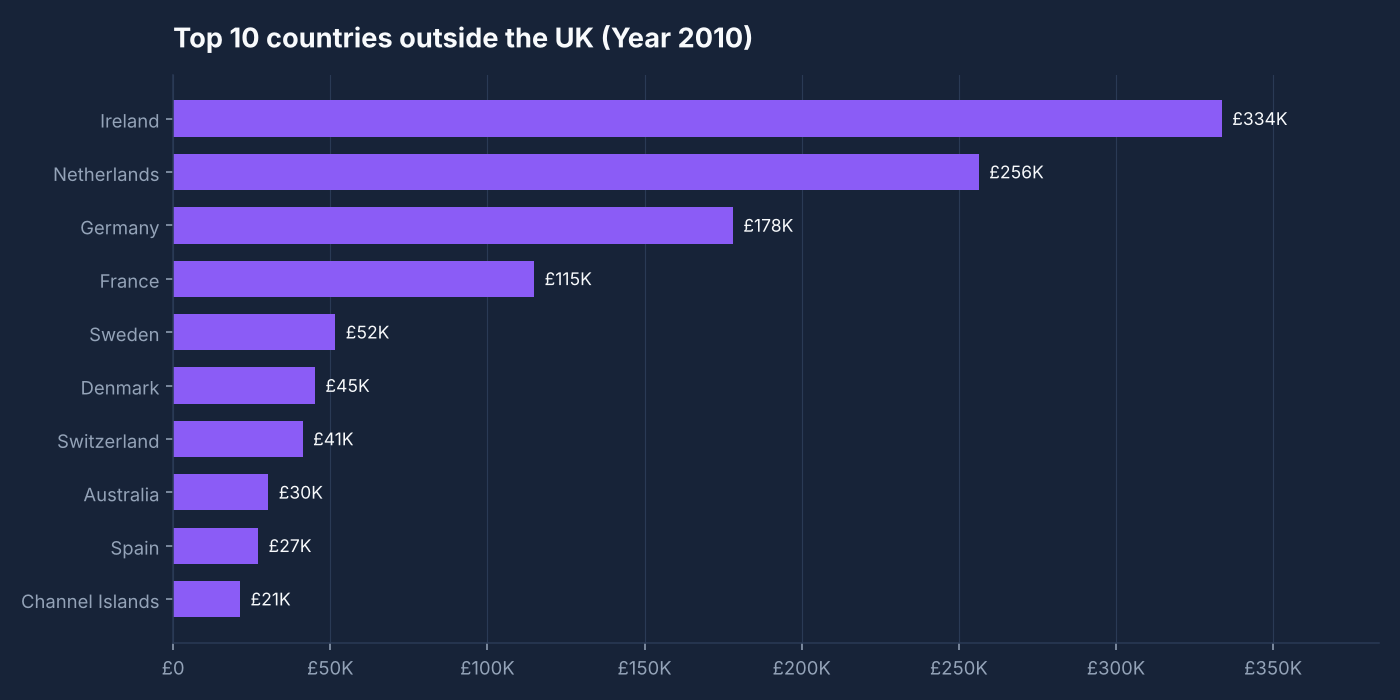 Top 10 countries outside the UK (Year 2010)
Ireland £334K
Netherlands £256K
Germany £178K
France £115K
Sweden £52K
Denmark £45K
Switzerland £41K
Australia £30K
Spain £27K
Channel Islands £21K
£0 £50K £100K £150K £200K £250K £300K £350K